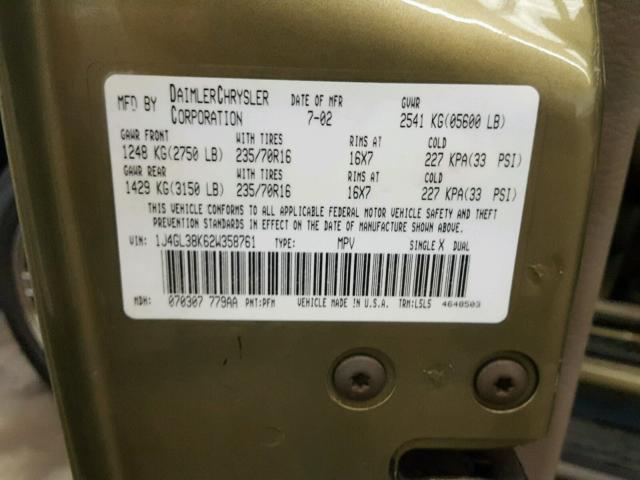 MFD BY DAIMLERCHRYSLER CORPORATION DATE OF MFR 7-02 GVWR 2541 KG(05600 LB)
GAWR FRONT WITH TIRES RIMS AT COLD
1248 KG(2750 LB) 235/70R16 16X7 227 KPA(33 PSI)
GAWR REAR WITH TIRES RIMS AT COLD
1429 KG(3150 LB) 235/70R16 16X7 227 KPA(33 PSI)
THIS VEHICLE CONFORMS TO ALL APPLICABLE FEDERAL MOTOR VEHICLE SAFETY AND THEFT
PREVENTION STANDARDS IN EFFECT ON THE DATE OF MANUFACTURE SHOWN ABOVE.
VIN: 1J4GL38K62W358761 TYPE: MPV SINGLE X DUAL
MDH: 070307 779AA PNT:PFM VEHICLE MADE IN U.S.A. TRM:LSL5 4648503